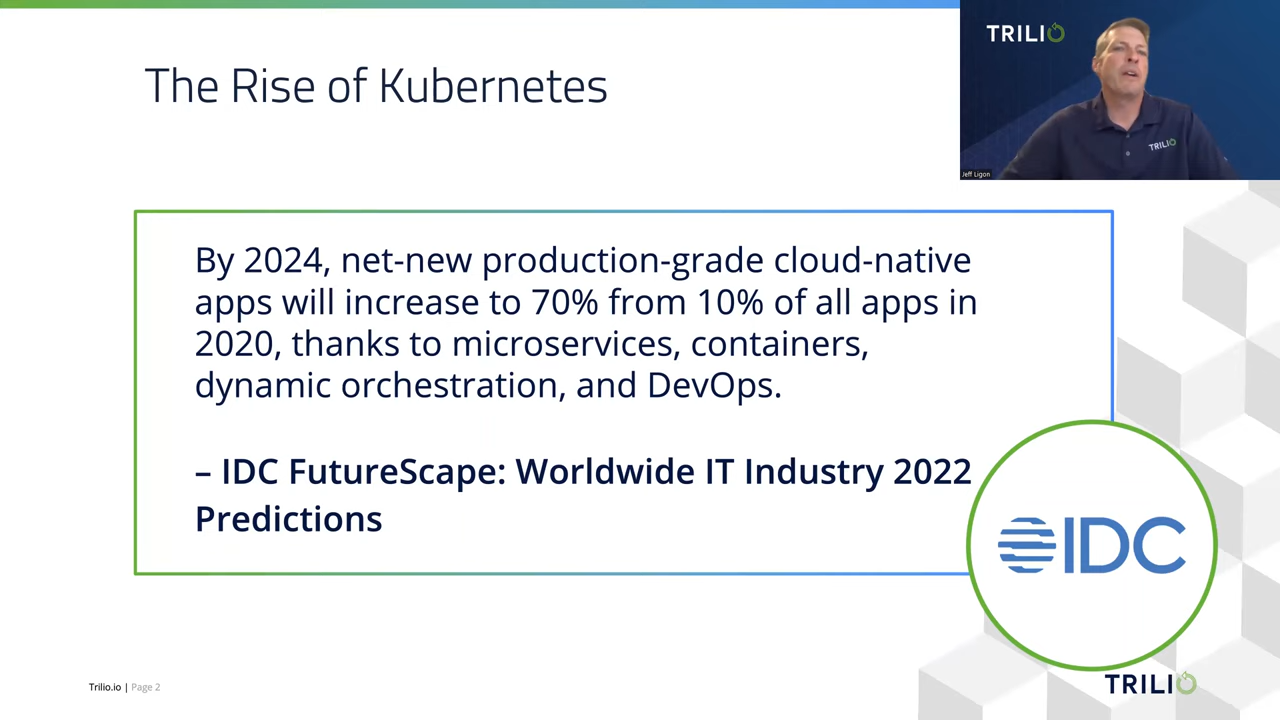 The Rise of Kubernetes
TRILIO
TRILIO
Jeff Ligon
By 2024, net-new production-grade cloud-native
apps will increase to 70% from 10% of all apps in
2020, thanks to microservices, containers,
dynamic orchestration, and DevOps.
– IDC FutureScape: Worldwide IT Industry 2022
Predictions
IDC
Trilio.io | Page 2
TRILIO